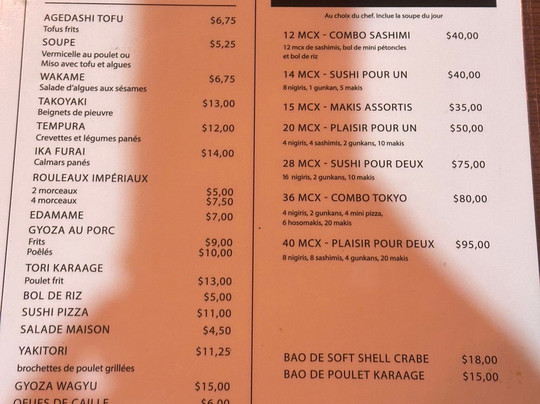 AGEDASHI TOFU $6,75
Tofus frits
SOUPE $5,25
Vermicelle au poulet ou
Miso avec tofu et algues
WAKAME $6,75
Salade d'algues aux sésames
TAKOYAKI $13,00
Beignets de pieuvre
TEMPURA $12,00
Crevettes et légumes panés
IKA FURAI $14,00
Calmars panés
ROULEAUX IMPÉRIAUX
2 morceaux $5,00
4 morceaux $7,50
EDAMAME $7,00
GYOZA AU PORC
Frits $9,00
Poêlés $10,00
TORI KARAAGE
Poulet frit $13,00
BOL DE RIZ $5,00
SUSHI PIZZA $11,00
SALADE MAISON $4,50
YAKITORI $11,25
brochettes de poulet grillées
GYOZA WAGYU $15,00
OEUFS DE CAILLE $6,00
Au choix du chef. Inclue la soupe du jour
12 MCX - COMBO SASHIMI $40,00
12 mcx de sashimis, bol de mini pétoncles
et bol de riz
14 MCX - SUSHI POUR UN $40,00
8 nigiris, 1 gunkan, 5 makis
15 MCX - MAKIS ASSORTIS $35,00
20 MCX - PLAISIR POUR UN $50,00
4 nigiris, 4 sashimis, 2 gunkans, 10 makis
28 MCX - SUSHI POUR DEUX $75,00
16 nigiris, 2 gunkans, 10 makis
36 MCX - COMBO TOKYO $80,00
4 nigiris, 2 gunkans, 4 mini pizza,
6 hosomakis, 20 makis
40 MCX - PLAISIR POUR DEUX $95,00
8 nigiris, 8 sashimis, 4 gunkans, 20 makis
BAO DE SOFT SHELL CRABE $18,00
BAO DE POULET KARAAGE $15,00